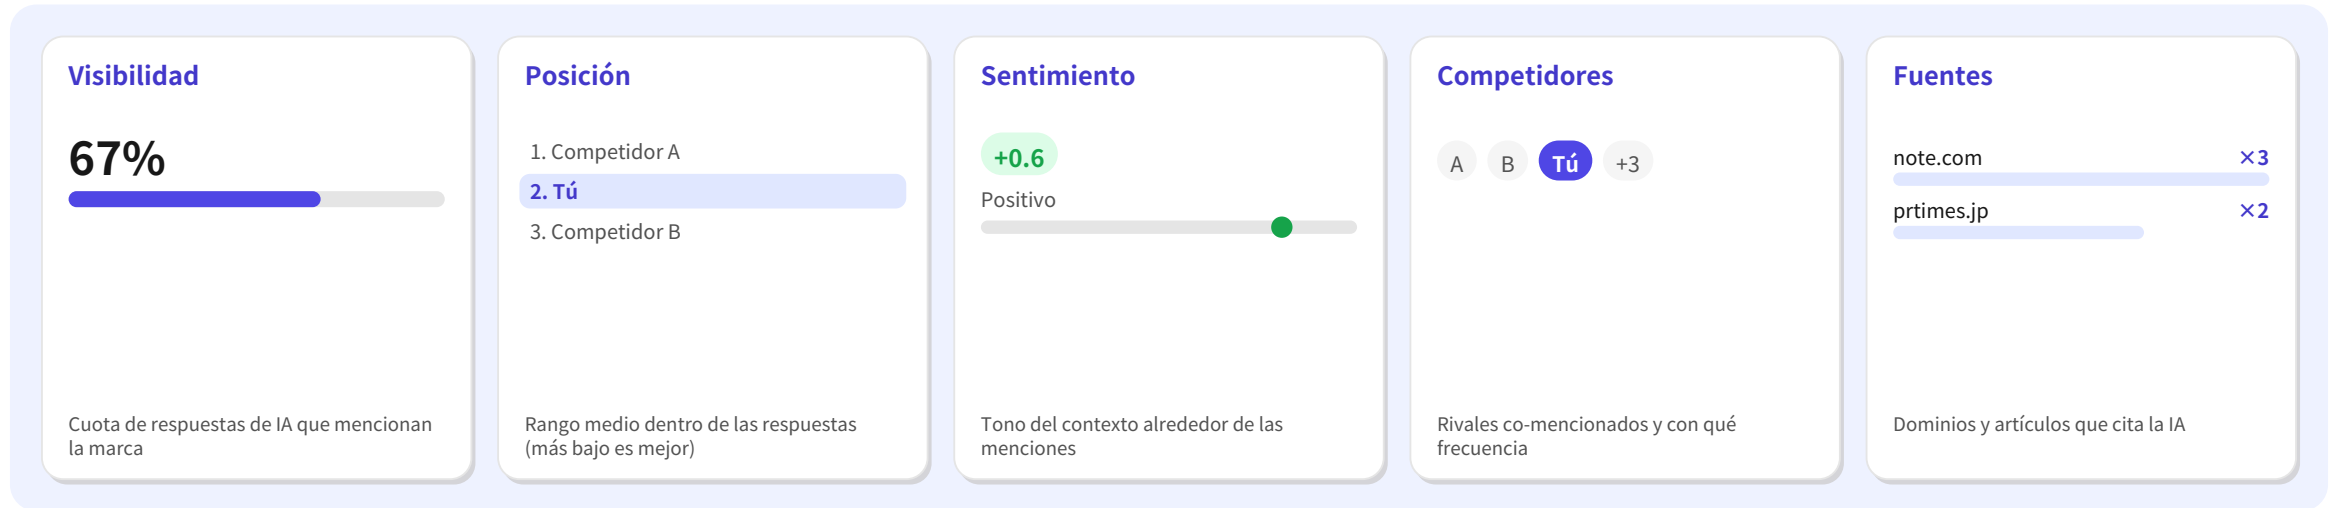 Visibilidad
67%
Cuota de respuestas de IA que mencionan
la marca
Posición
1. Competidor A
2. Tú
3. Competidor B
Rango medio dentro de las respuestas
(más bajo es mejor)
Sentimiento
+0.6
Positivo
Tono del contexto alrededor de las
menciones
Competidores
A B Tú +3
Rivales co-mencionados y con qué
frecuencia
Fuentes
note.com ×3
prtimes.jp ×2
Dominios y artículos que cita la IA